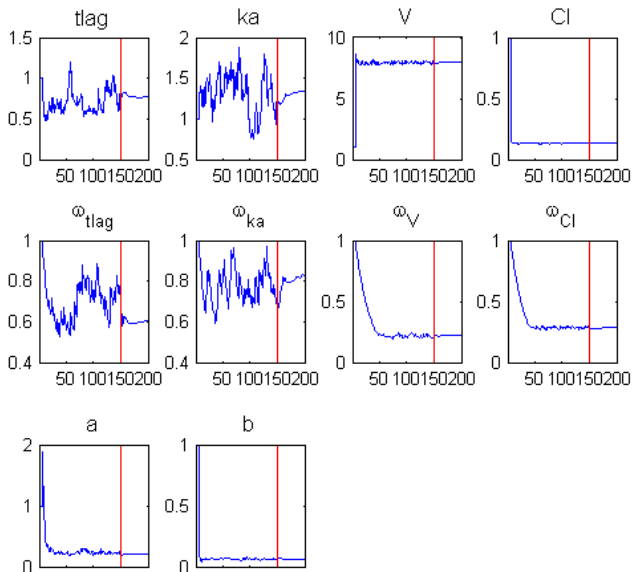 tlag ka V Cl
1.5 2 10 1
1 1.5 5 0.5
0.5 1
0 0.5 0 0
50 100150200 50 100150200 50 100150200 50 100150200
ωtlag ωka ωV ωCl
1 1 1 1
0.8 0.8 0.5 0.5
0.6 0.6
0.4 0.4 0 0
50 100150200 50 100150200 50 100150200 50 100150200
a b
2 1
1 0.5
0 0